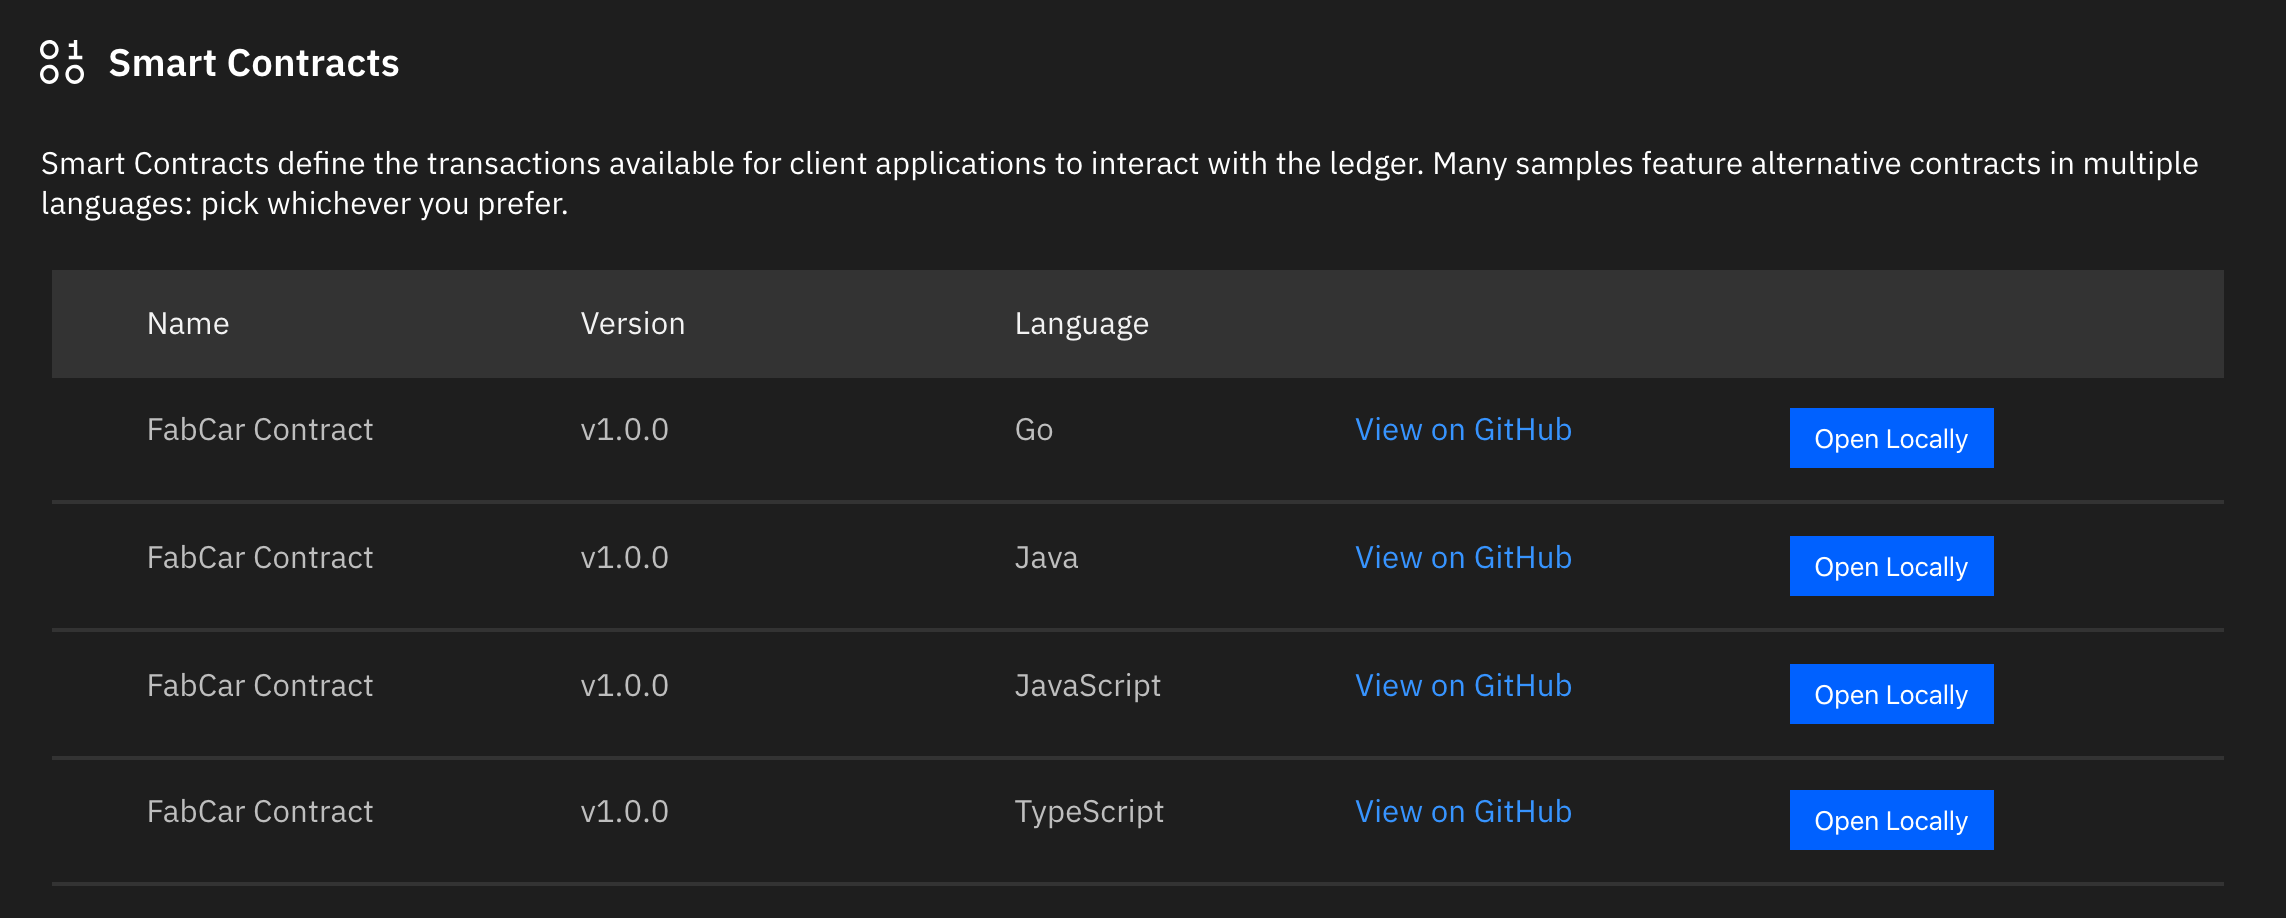 Smart Contracts
Smart Contracts define the transactions available for client applications to interact with the ledger. Many samples feature alternative contracts in multiple
languages: pick whichever you prefer.
Name Version Language
FabCar Contract v1.0.0 Go View on GitHub Open Locally
FabCar Contract v1.0.0 Java View on GitHub Open Locally
FabCar Contract v1.0.0 JavaScript View on GitHub Open Locally
FabCar Contract v1.0.0 TypeScript View on GitHub Open Locally